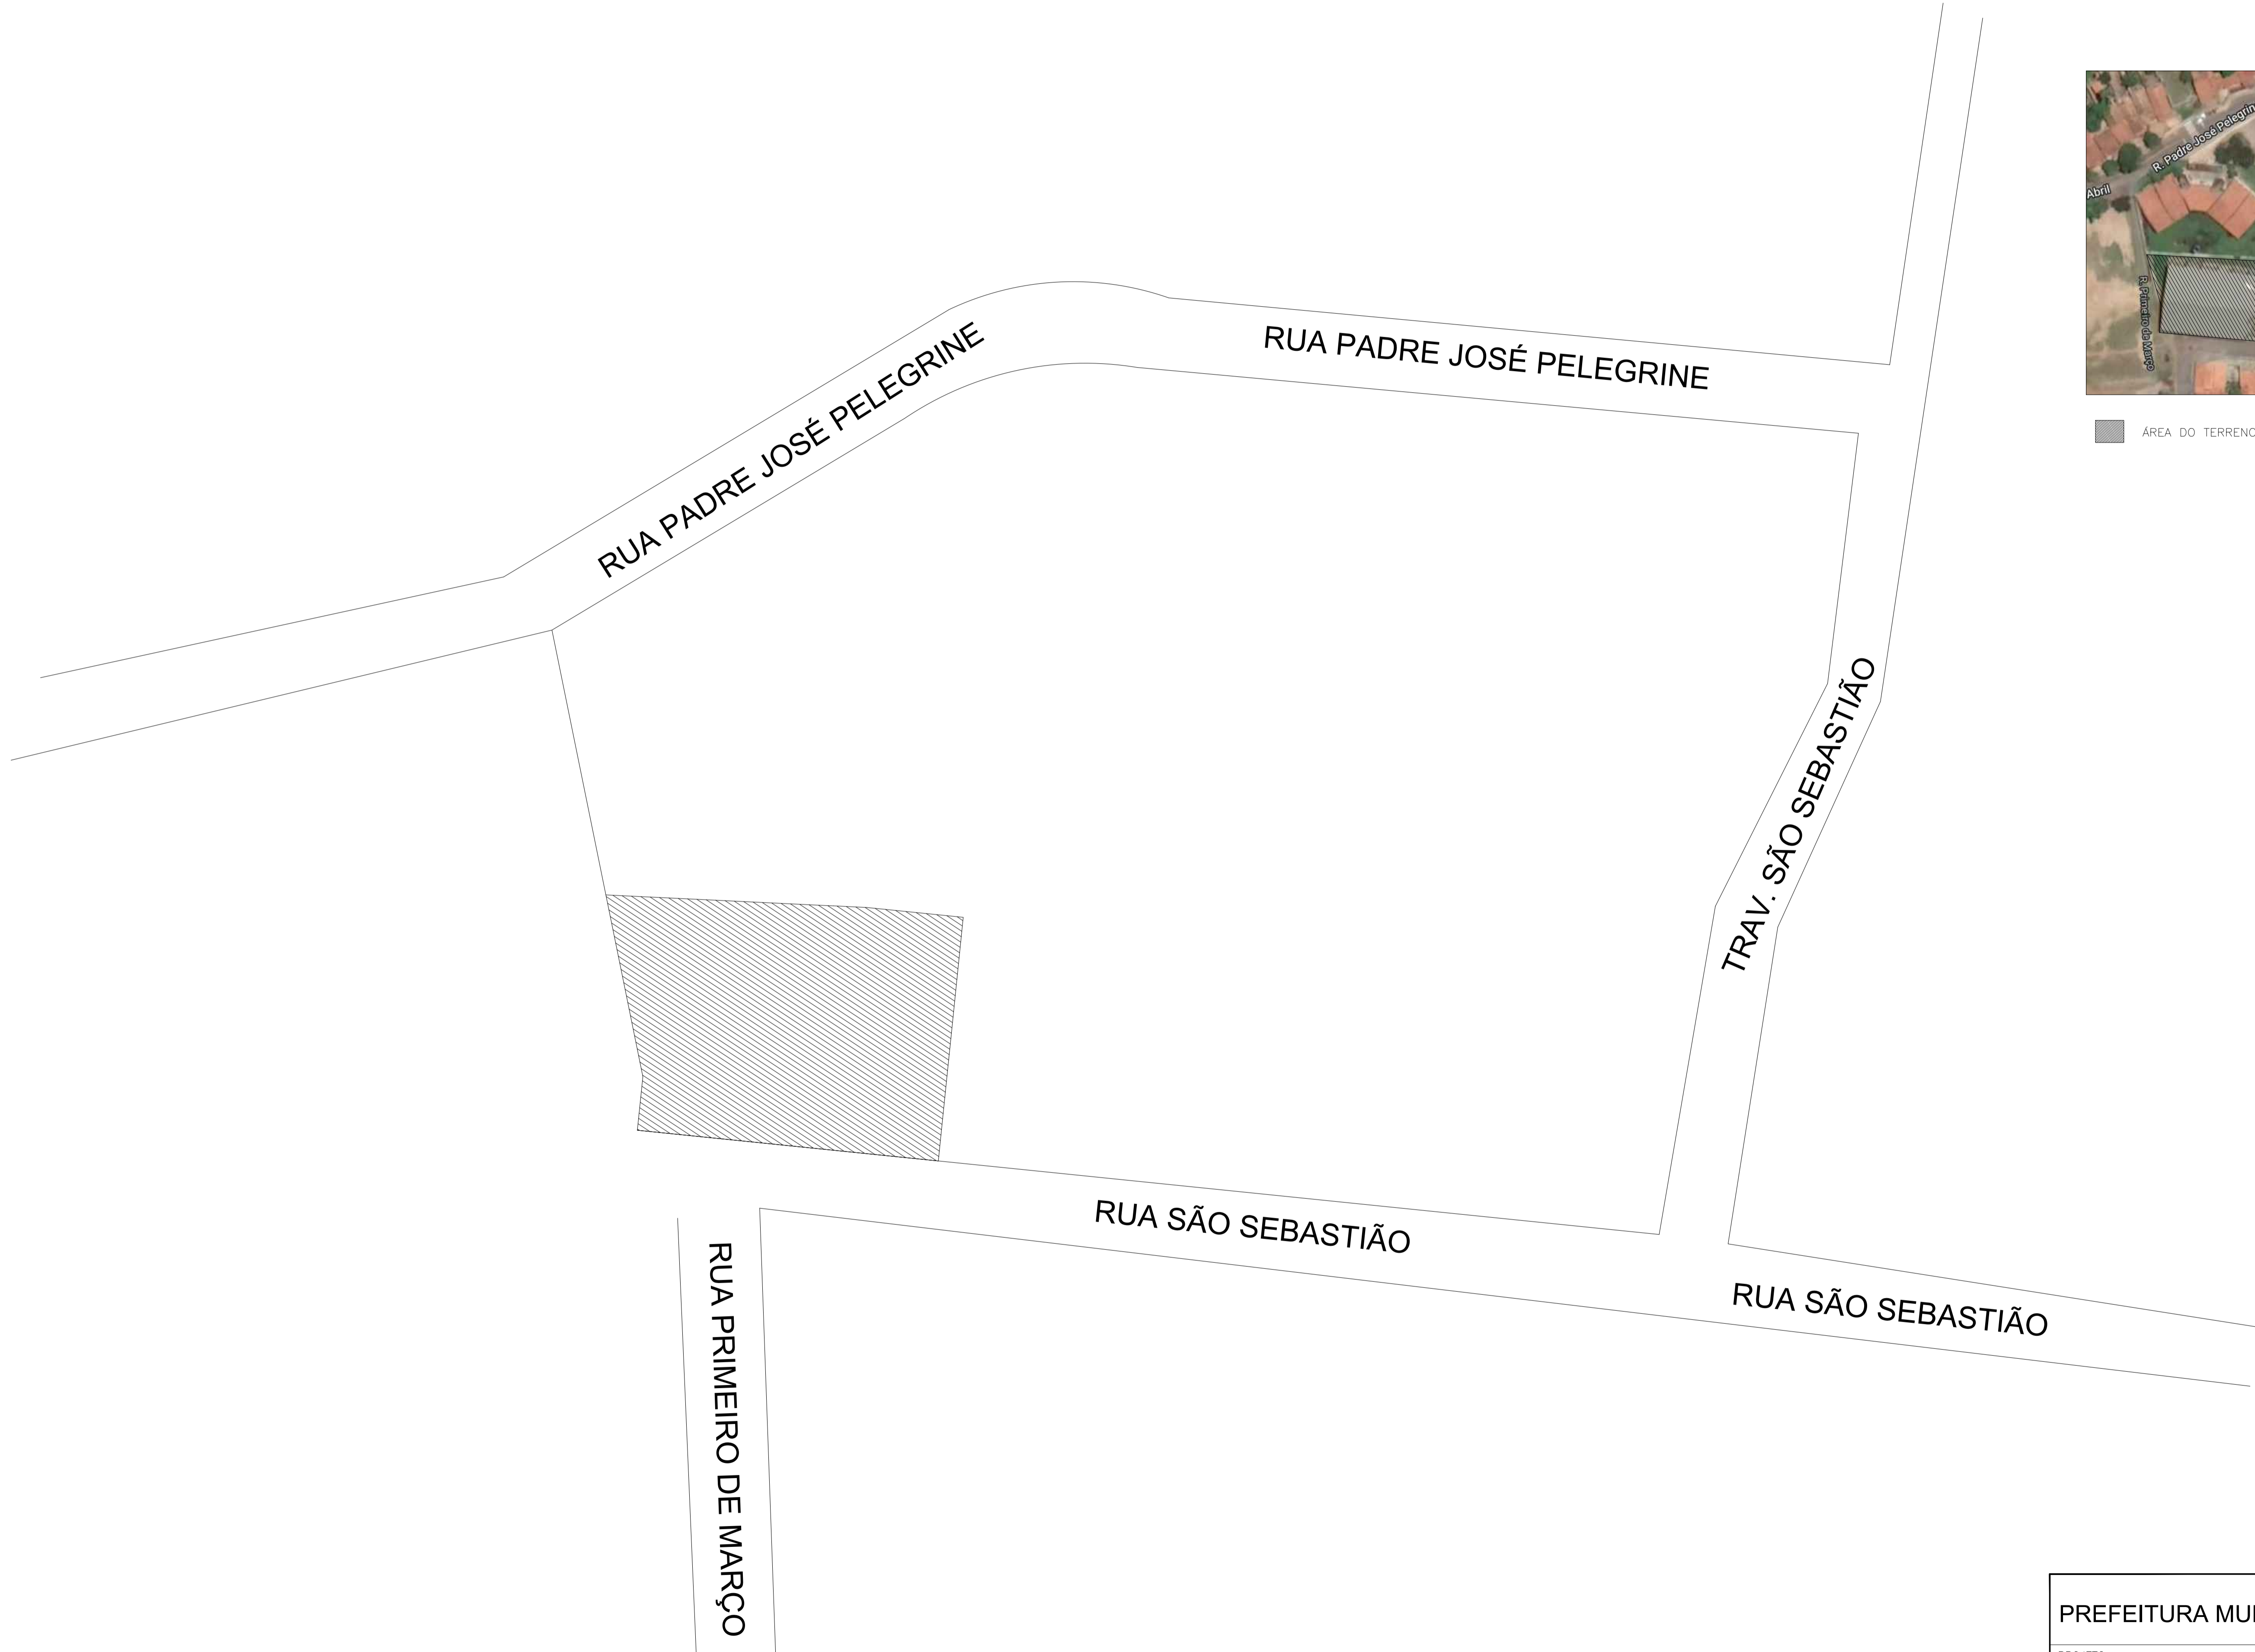 R. Padre José Pelegrin
Abril
R. Primeiro de Março
ÁREA DO TERRENO
RUA PADRE JOSÉ PELEGRINE
RUA PADRE JOSÉ PELEGRINE
TRAV. SÃO SEBASTIÃO
RUA SÃO SEBASTIÃO
RUA SÃO SEBASTIÃO
RUA PRIMEIRO DE MARÇO
PREFEITURA MU